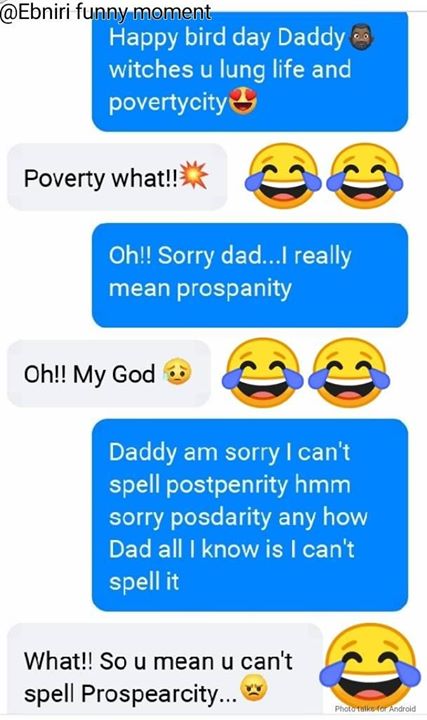 @Ebniri funny moment
Happy bird day Daddy🧔🏿
witches u lung life and
povertycity😍
Poverty what!!💥
Oh!! Sorry dad...I really
mean prospanity
Oh!! My God 😥
Daddy am sorry I can't
spell postpenrity hmm
sorry posdarity any how
Dad all I know is I can't
spell it
What!! So u mean u can't
spell Prospearcity...😠
Photo talks for Android